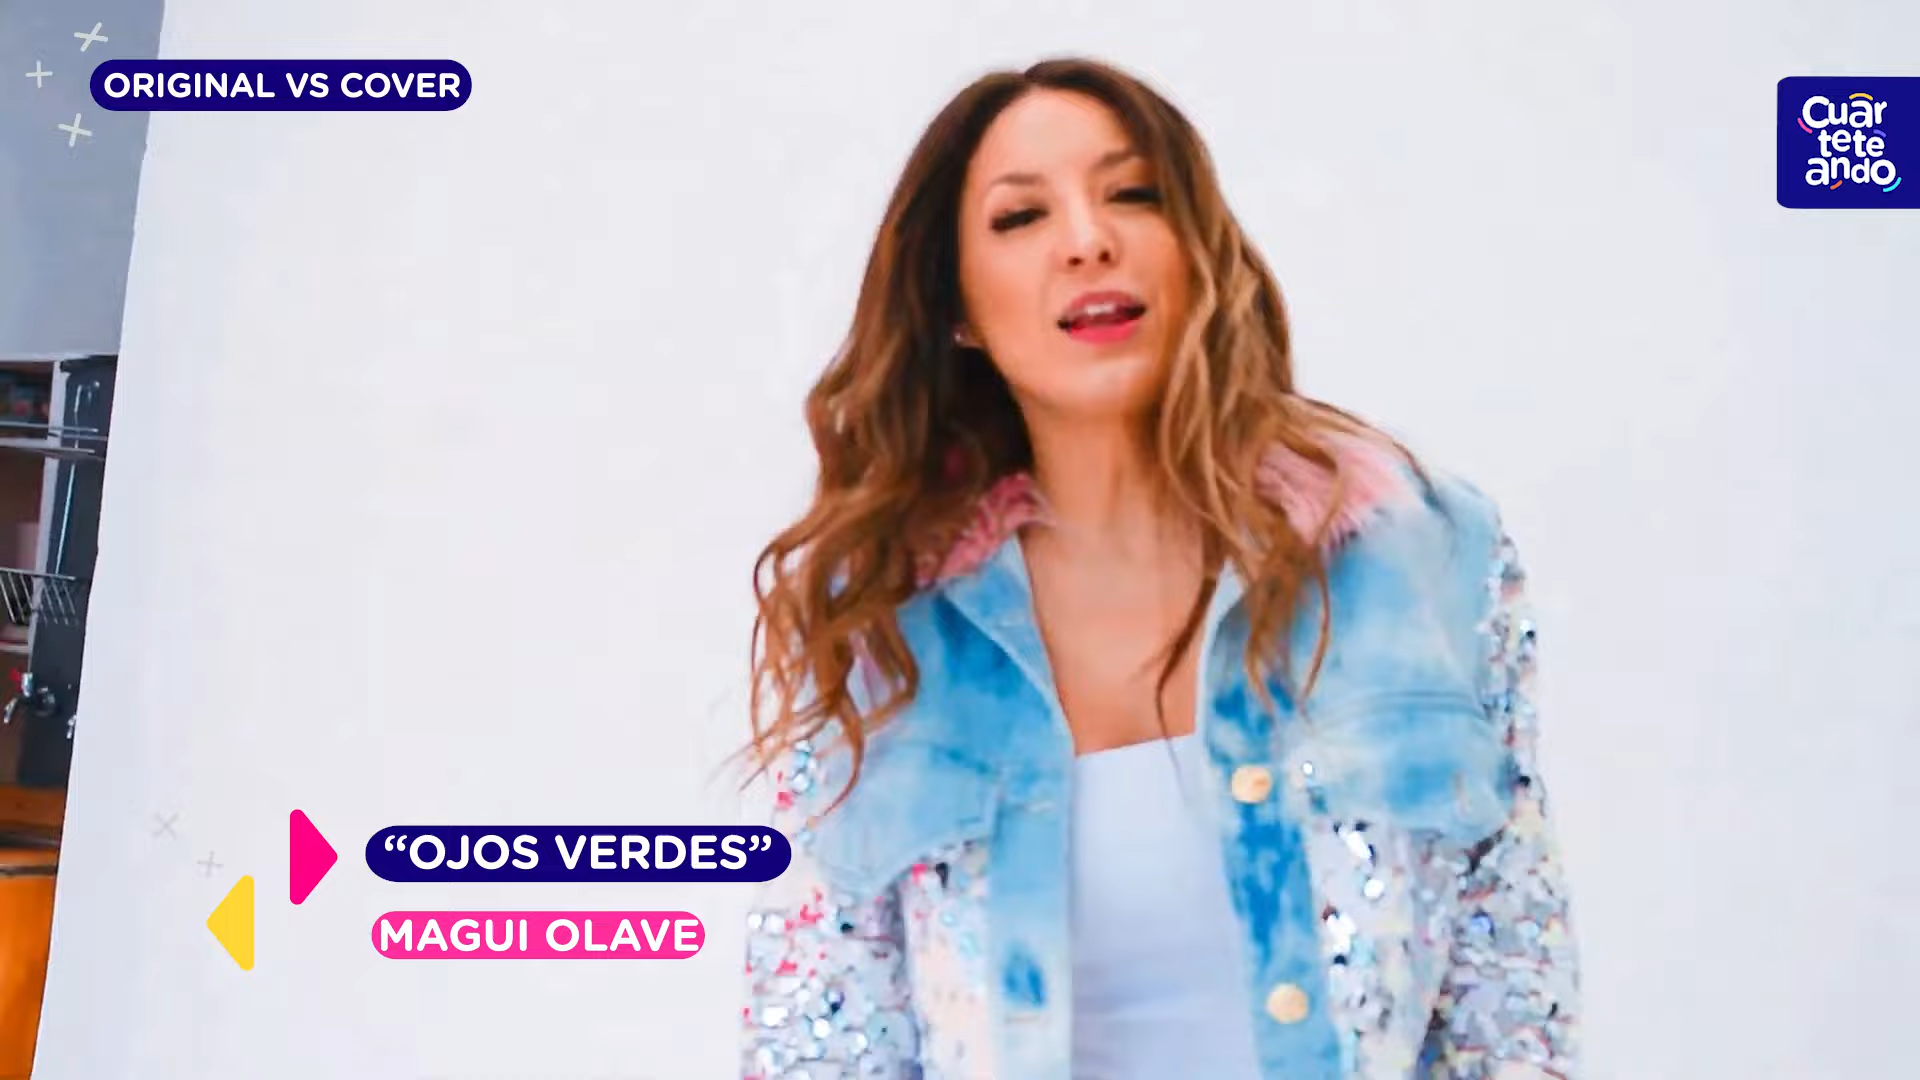 ORIGINAL VS COVER
Cuar
tete
ando
“OJOS VERDES”
MAGUI OLAVE